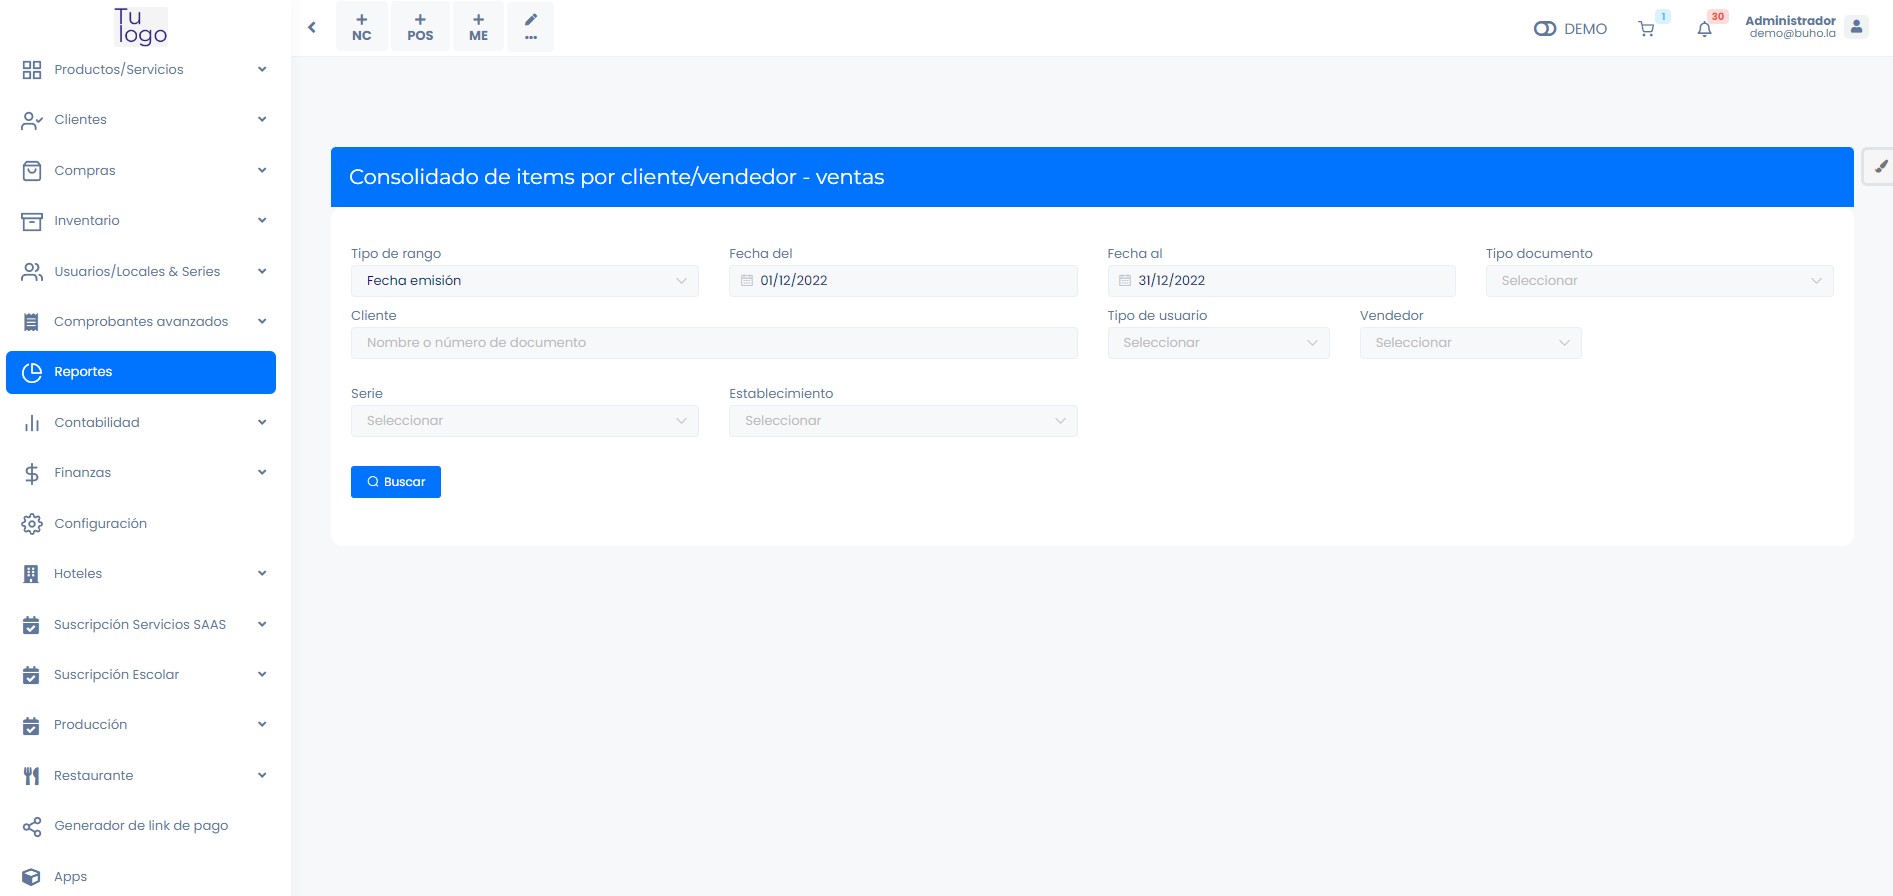 Tu
logo
Productos/Servicios
Clientes
Compras
Inventario
Usuarios/Locales & Series
Comprobantes avanzados
Reportes
Contabilidad
Finanzas
Configuración
Hoteles
Suscripción Servicios SAAS
Suscripción Escolar
Producción
Restaurante
Generador de link de pago
Apps
+ + +
NC POS ME ...
DEMO 1 30 Administrador
demo@buho.la
Consolidado de items por cliente/vendedor - ventas
Tipo de rango Fecha del Fecha al Tipo documento
Fecha emisión 01/12/2022 31/12/2022 Seleccionar
Cliente Tipo de usuario Vendedor
Nombre o número de documento Seleccionar Seleccionar
Serie Establecimiento
Seleccionar Seleccionar
Buscar